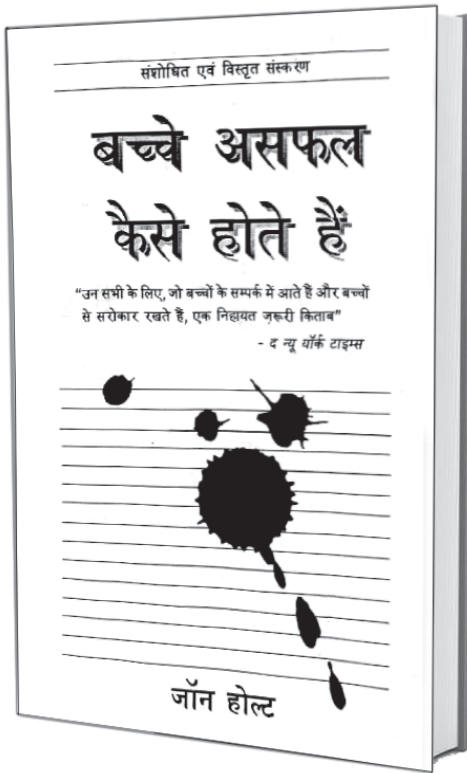 संशोधित एवं विस्तृत संस्करण
बच्चे असफल
कैसे होते हैं
“उन सभी के लिए, जो बच्चों के सम्पर्क में आते हैं और बच्चों
से सरोकार रखते हैं, एक निहायत ज़रूरी किताब”
- द न्यू यॉर्क टाइम्स
जॉन होल्ट